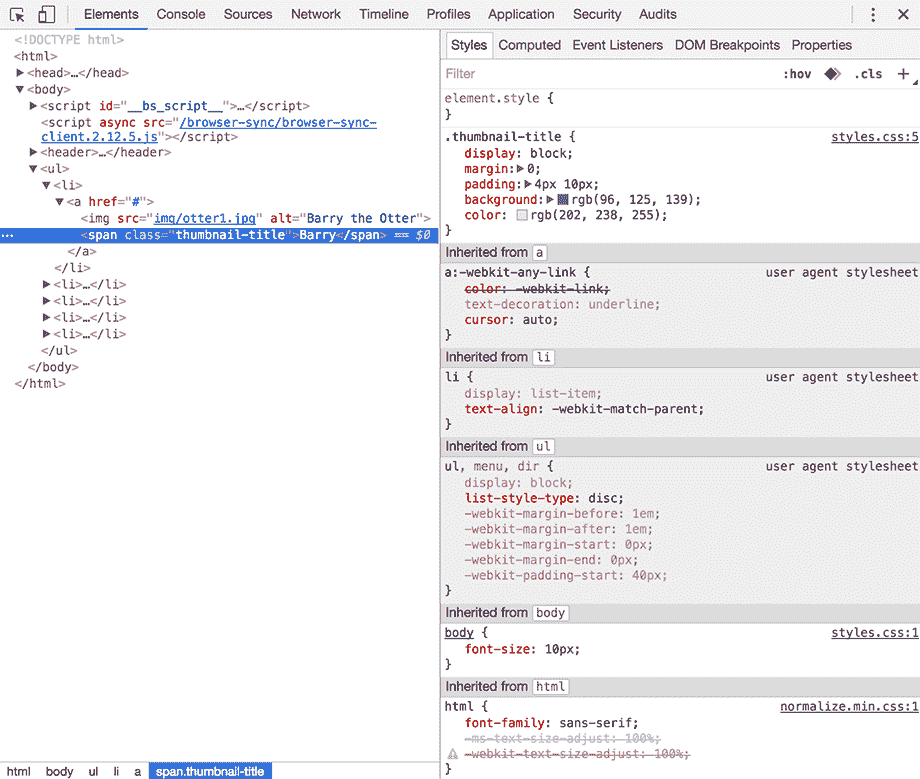 Elements Console Sources Network Timeline Profiles Application Security Audits
<!DOCTYPE html>
<html>
<head>…</head>
<body>
<script id="__bs_script__">…</script>
<script async src="/browser-sync/browser-sync-
client.2.12.5.js"></script>
<header>…</header>
<ul>
<li>
<a href="#">
<img src="img/otter1.jpg" alt="Barry the Otter">
… <span class="thumbnail-title">Barry</span> == $0
</a>
</li>
<li>…</li>
<li>…</li>
<li>…</li>
<li>…</li>
</ul>
</body>
</html>
html body ul li a span.thumbnail-title
Styles Computed Event Listeners DOM Breakpoints Properties
Filter :hov .cls +
element.style {
}
.thumbnail-title { styles.css:5
display: block;
margin: 0;
padding: 4px 10px;
background: rgb(96, 125, 139);
color: rgb(202, 238, 255);
}
Inherited from a
a:-webkit-any-link { user agent stylesheet
color: -webkit-link;
text-decoration: underline;
cursor: auto;
}
Inherited from li
li { user agent stylesheet
display: list-item;
text-align: -webkit-match-parent;
}
Inherited from ul
ul, menu, dir { user agent stylesheet
display: block;
list-style-type: disc;
-webkit-margin-before: 1em;
-webkit-margin-after: 1em;
-webkit-margin-start: 0px;
-webkit-margin-end: 0px;
-webkit-padding-start: 40px;
}
Inherited from body
body { styles.css:1
font-size: 10px;
}
Inherited from html
html { normalize.min.css:1
font-family: sans-serif;
-ms-text-size-adjust: 100%;
-webkit-text-size-adjust: 100%;
}